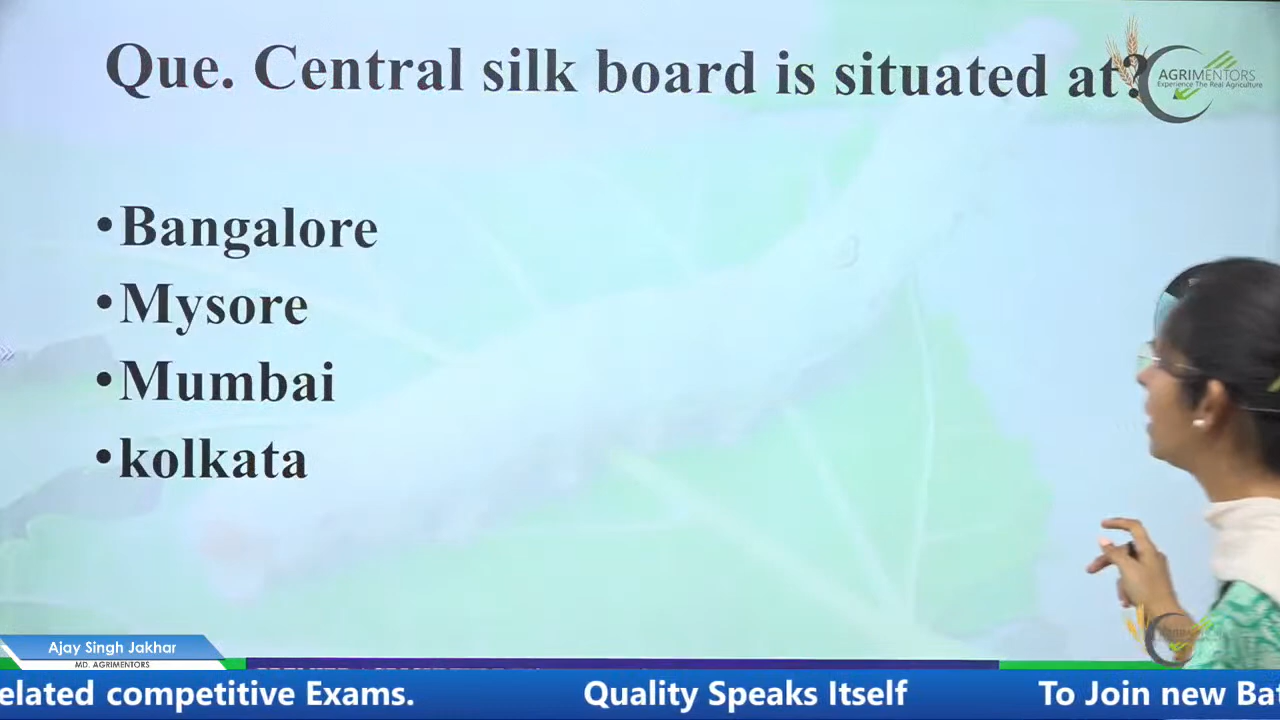 Que. Central silk board is situated at?
AGRIMENTORS
Experience The Real Agriculture
•Bangalore
•Mysore
•Mumbai
•kolkata
Ajay Singh Jakhar
MD. AGRIMENTORS
elated competitive Exams. Quality Speaks Itself To Join new Bat